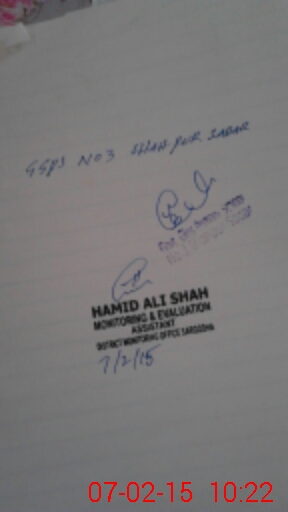 GGPS NO3 SHAH PUR SADAR
HAMID ALI SHAH
MONITORING & EVALUATION
ASSISTANT
DISTRICT MONITORING OFFICE SARGODHA
7/2/15
07-02-15 10:22